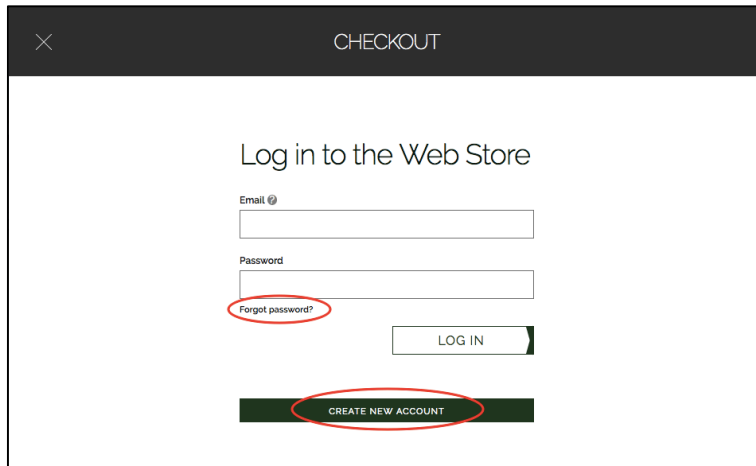 CHECKOUT
Log in to the Web Store
Email ?
Password
Forgot password?
LOG IN
CREATE NEW ACCOUNT